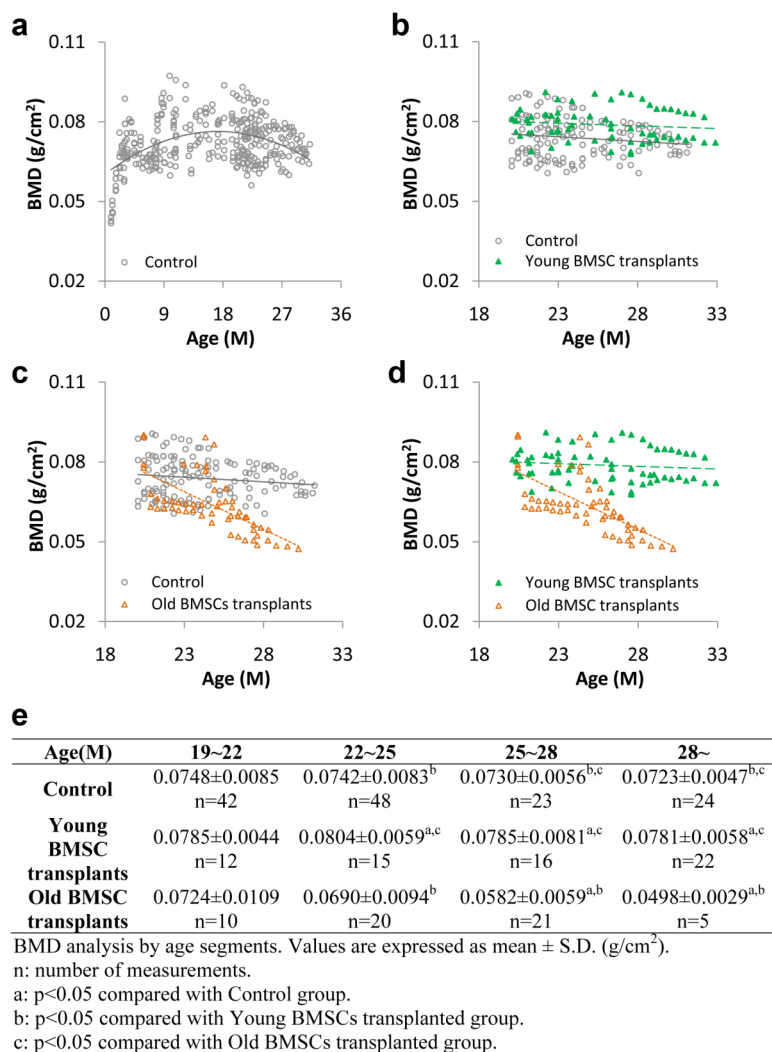 a
0.11
0.08
0.05
0.02
BMD (g/cm²)
Control
0 9 18 27 36
Age (M)
b
0.11
0.08
0.05
0.02
BMD (g/cm²)
Control
Young BMSC transplants
18 23 28 33
Age (M)
c
0.11
0.08
0.05
0.02
BMD (g/cm²)
Control
Old BMSCs transplants
18 23 28 33
Age (M)
d
0.11
0.08
0.05
0.02
BMD (g/cm²)
Young BMSC transplants
Old BMSC transplants
18 23 28 33
Age (M)
e
Age(M) 19~22 22~25 25~28 28~
Control 0.0748±0.0085 0.0742±0.0083ᵇ 0.0730±0.0056ᵇ,ᶜ 0.0723±0.0047ᵇ,ᶜ
n=42 n=48 n=23 n=24
Young
BMSC 0.0785±0.0044 0.0804±0.0059ᵃ,ᶜ 0.0785±0.0081ᵃ,ᶜ 0.0781±0.0058ᵃ,ᶜ
transplants n=12 n=15 n=16 n=22
Old BMSC 0.0724±0.0109 0.0690±0.0094ᵇ 0.0582±0.0059ᵃ,ᵇ 0.0498±0.0029ᵃ,ᵇ
transplants n=10 n=20 n=21 n=5
BMD analysis by age segments. Values are expressed as mean ± S.D. (g/cm²).
n: number of measurements.
a: p<0.05 compared with Control group.
b: p<0.05 compared with Young BMSCs transplanted group.
c: p<0.05 compared with Old BMSCs transplanted group.